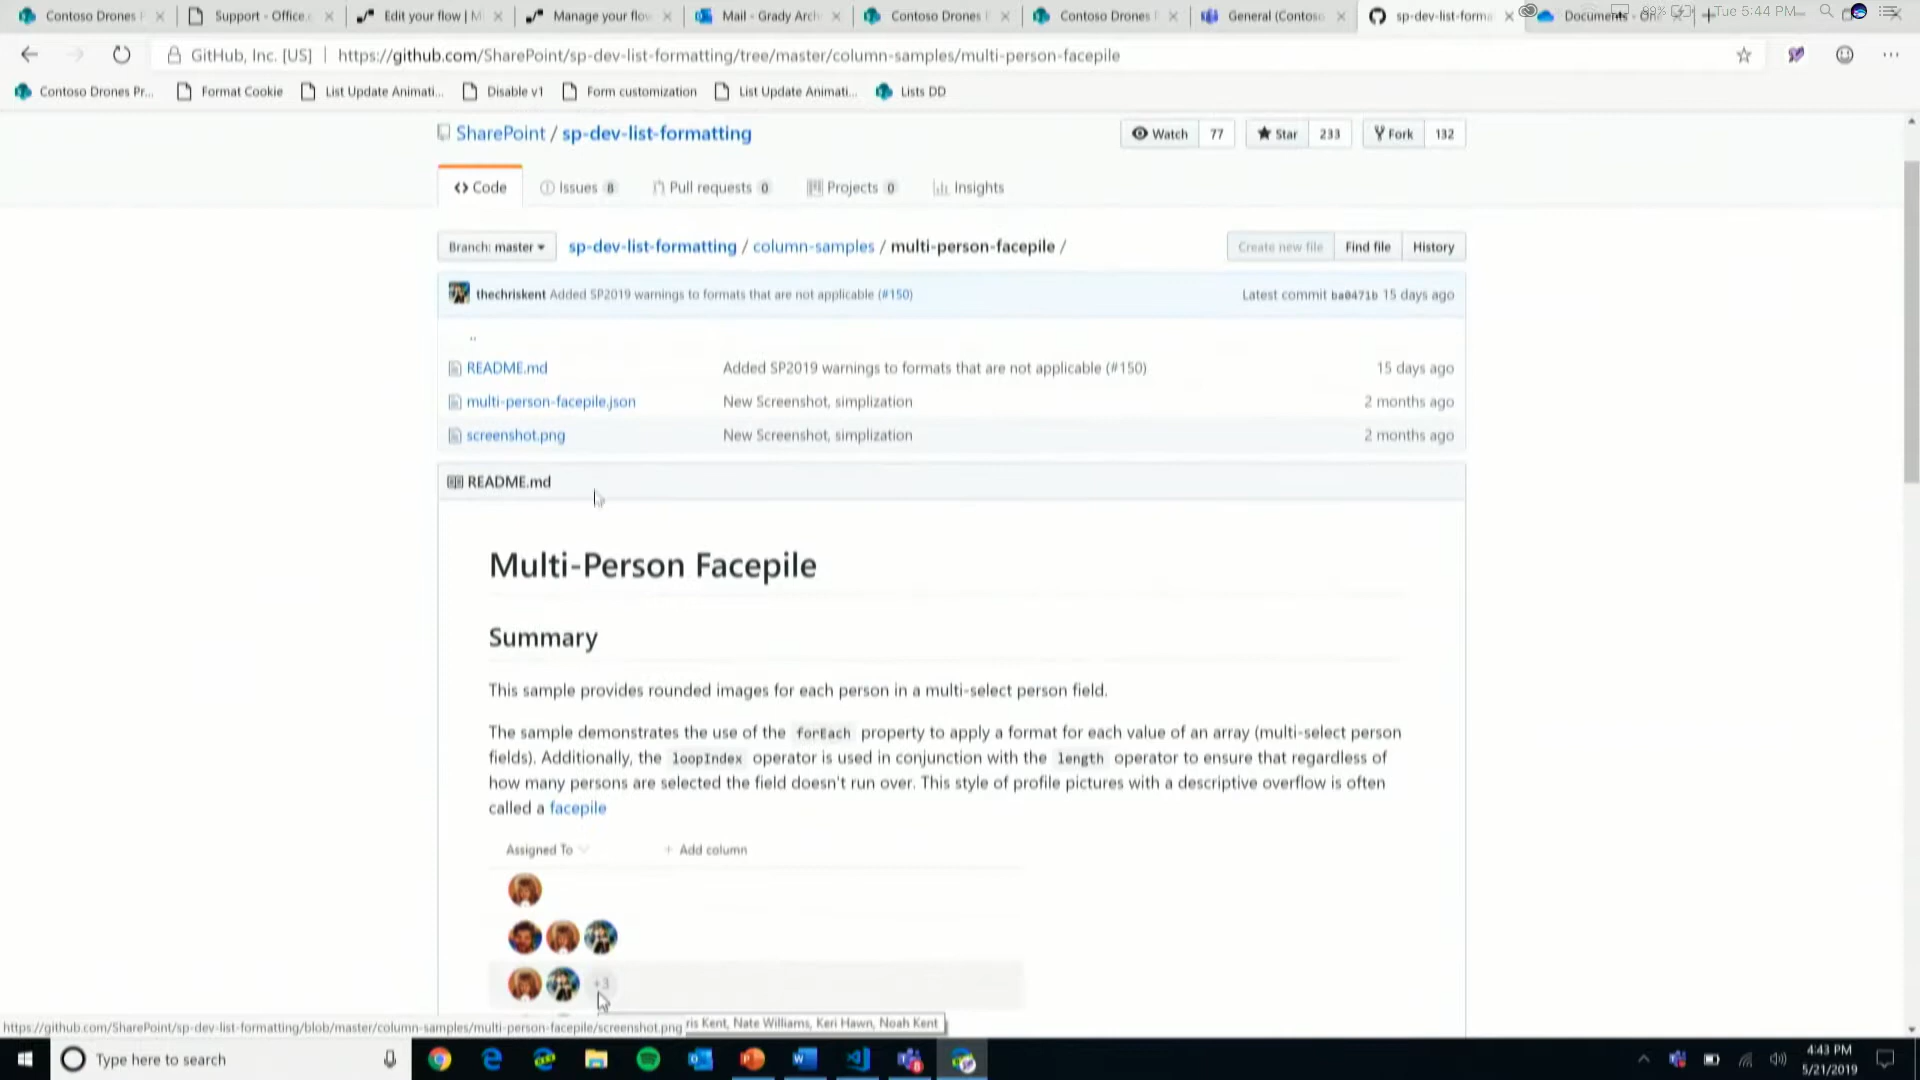 Contoso Drones
Support - Office.
Edit your flow | M
Manage your flo
Mail - Grady Arch
Contoso Drones
Contoso Drones
General (Contoso
sp-dev-list-forma
Documents - On
Tue 5:44 PM
GitHub, Inc. [US] | https://github.com/SharePoint/sp-dev-list-formatting/tree/master/column-samples/multi-person-facepile
Contoso Drones Pr...
Format Cookie
List Update Animati...
Disable v1
Form customization
List Update Animati...
Lists DD
SharePoint / sp-dev-list-formatting
Watch 77
Star 233
Fork 132
<> Code
Issues 8
Pull requests 0
Projects 0
Insights
Branch: master
sp-dev-list-formatting / column-samples / multi-person-facepile /
Create new file
Find file
History
thechriskent Added SP2019 warnings to formats that are not applicable (#150)
Latest commit ba0471b 15 days ago
..
README.md Added SP2019 warnings to formats that are not applicable (#150) 15 days ago
multi-person-facepile.json New Screenshot, simplization 2 months ago
screenshot.png New Screenshot, simplization 2 months ago
README.md
Multi-Person Facepile
Summary
This sample provides rounded images for each person in a multi-select person field.
The sample demonstrates the use of the forEach property to apply a format for each value of an array (multi-select person
fields). Additionally, the loopIndex operator is used in conjunction with the length operator to ensure that regardless of
how many persons are selected the field doesn't run over. This style of profile pictures with a descriptive overflow is often
called a facepile
Assigned To
+ Add column
+3
https://github.com/SharePoint/sp-dev-list-formatting/blob/master/column-samples/multi-person-facepile/screenshot.png
ris Kent, Nate Williams, Keri Hawn, Noah Kent
Type here to search
4:43 PM
5/21/2019